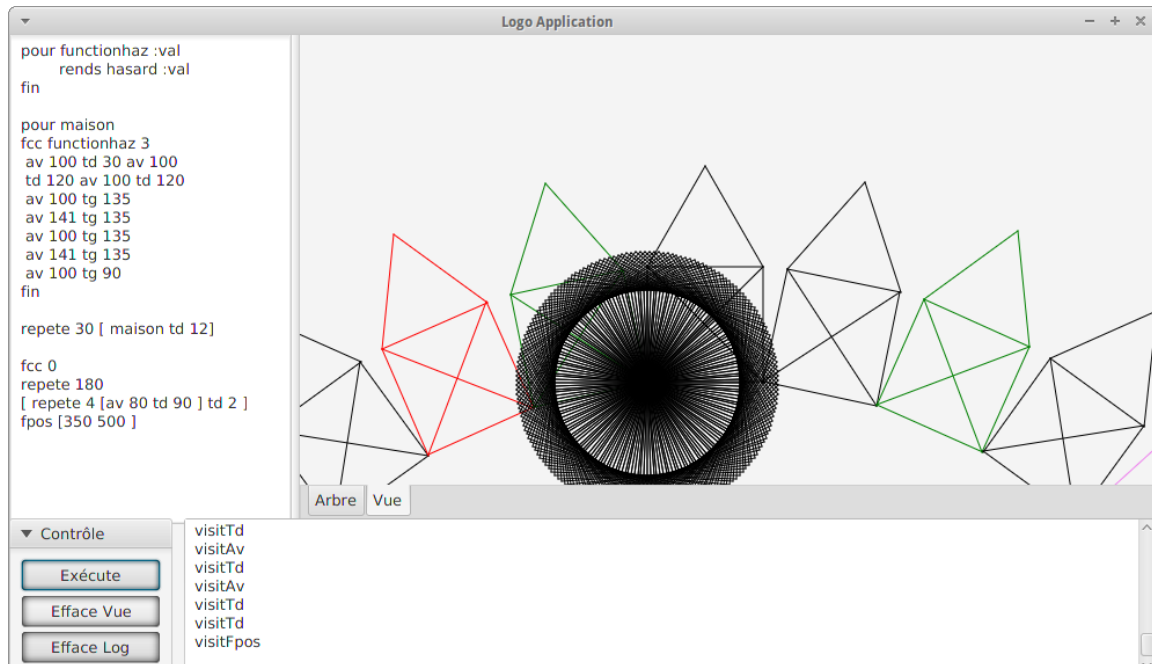 Logo Application
pour functionhaz :val
rends hasard :val
fin
pour maison
fcc functionhaz 3
av 100 td 30 av 100
td 120 av 100 td 120
av 100 tg 135
av 141 tg 135
av 100 tg 135
av 141 tg 135
av 100 tg 90
fin
repete 30 [ maison td 12]
fcc 0
repete 180
[ repete 4 [av 80 td 90 ] td 2 ]
fpos [350 500 ]
Arbre
Vue
Contrôle
Exécute
Efface Vue
Efface Log
visitTd
visitAv
visitTd
visitAv
visitTd
visitTd
visitFpos